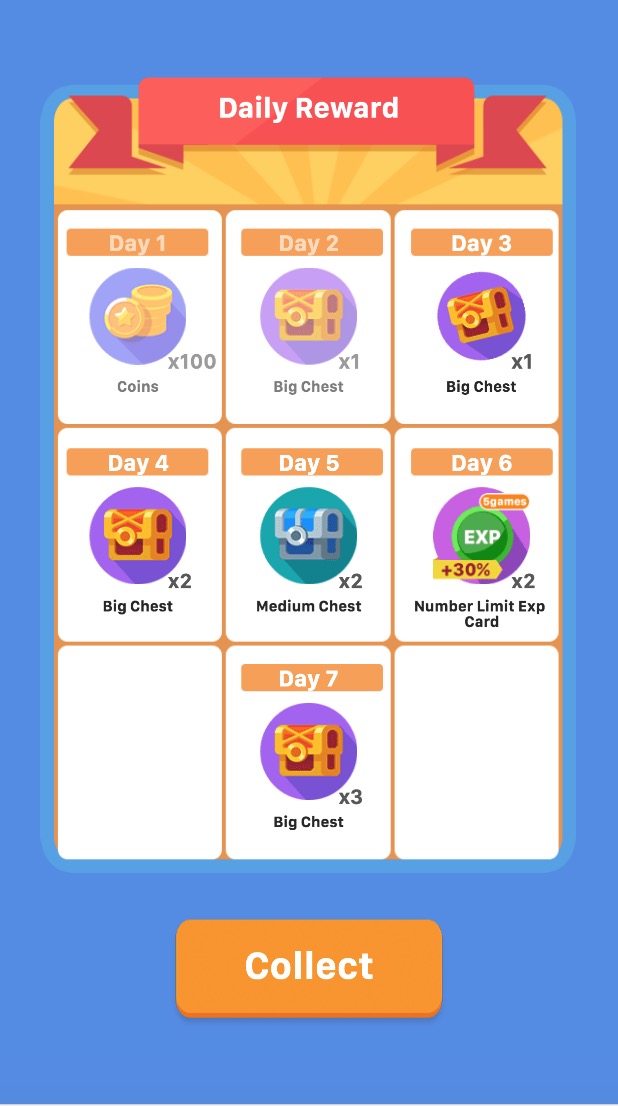 Daily Reward
Day 1
x100
Coins
Day 2
x1
Big Chest
Day 3
x1
Big Chest
Day 4
x2
Big Chest
Day 5
x2
Medium Chest
Day 6
5games
EXP
+30%
x2
Number Limit Exp
Card
Day 7
x3
Big Chest
Collect